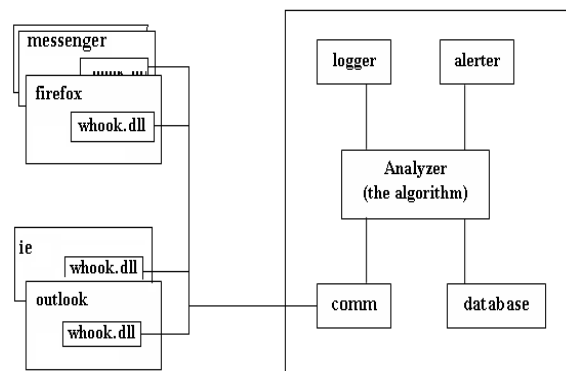 messenger
firefox
whook.dll
ie
whook.dll
outlook
whook.dll
logger
alerter
Analyzer
(the algorithm)
comm
database